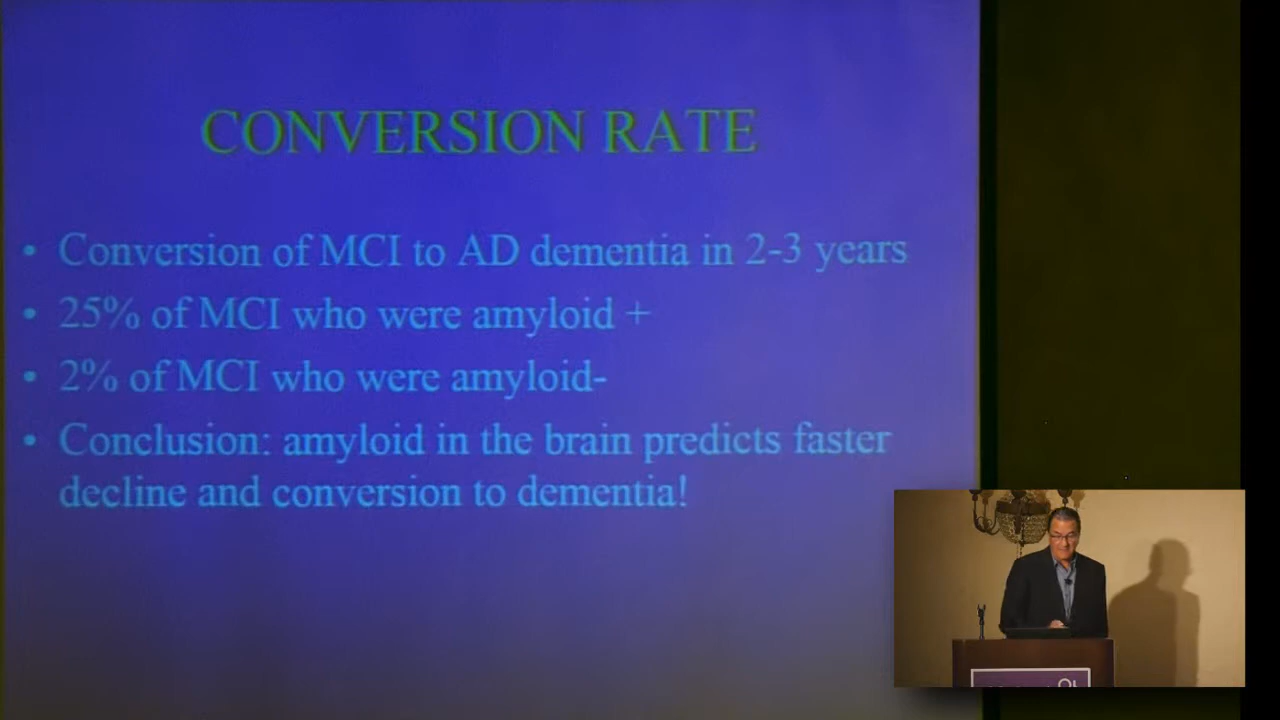 CONVERSION RATE
• Conversion of MCI to AD dementia in 2-3 years
• 25% of MCI who were amyloid +
• 2% of MCI who were amyloid-
• Conclusion: amyloid in the brain predicts faster
decline and conversion to dementia!